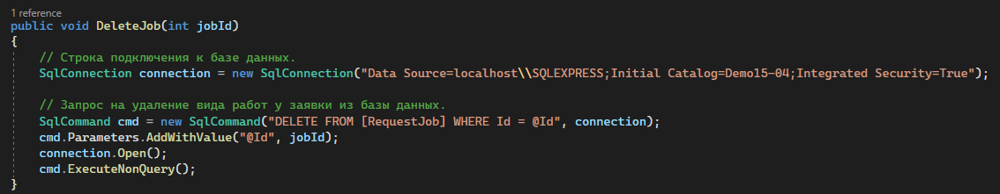 1 reference
public void DeleteJob(int jobId)
{
// Строка подключения к базе данных.
SqlConnection connection = new SqlConnection("Data Source=localhost\\SQLEXPRESS;Initial Catalog=Demo15-04;Integrated Security=True");
// Запрос на удаление вида работ у заявки из базы данных.
SqlCommand cmd = new SqlCommand("DELETE FROM [RequestJob] WHERE Id = @Id", connection);
cmd.Parameters.AddWithValue("@Id", jobId);
connection.Open();
cmd.ExecuteNonQuery();
}